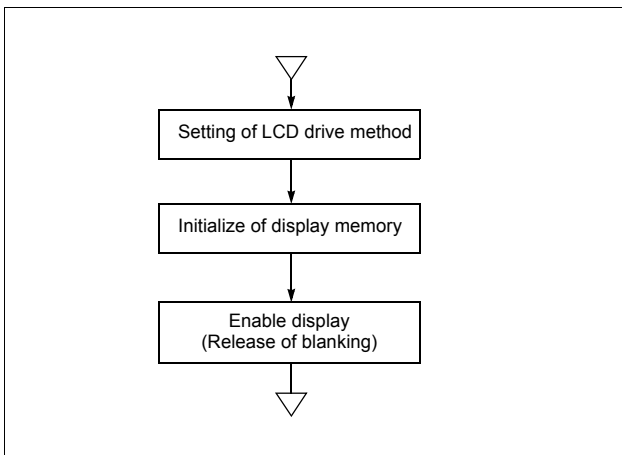 Setting of LCD drive method
Initialize of display memory
Enable display
(Release of blanking)